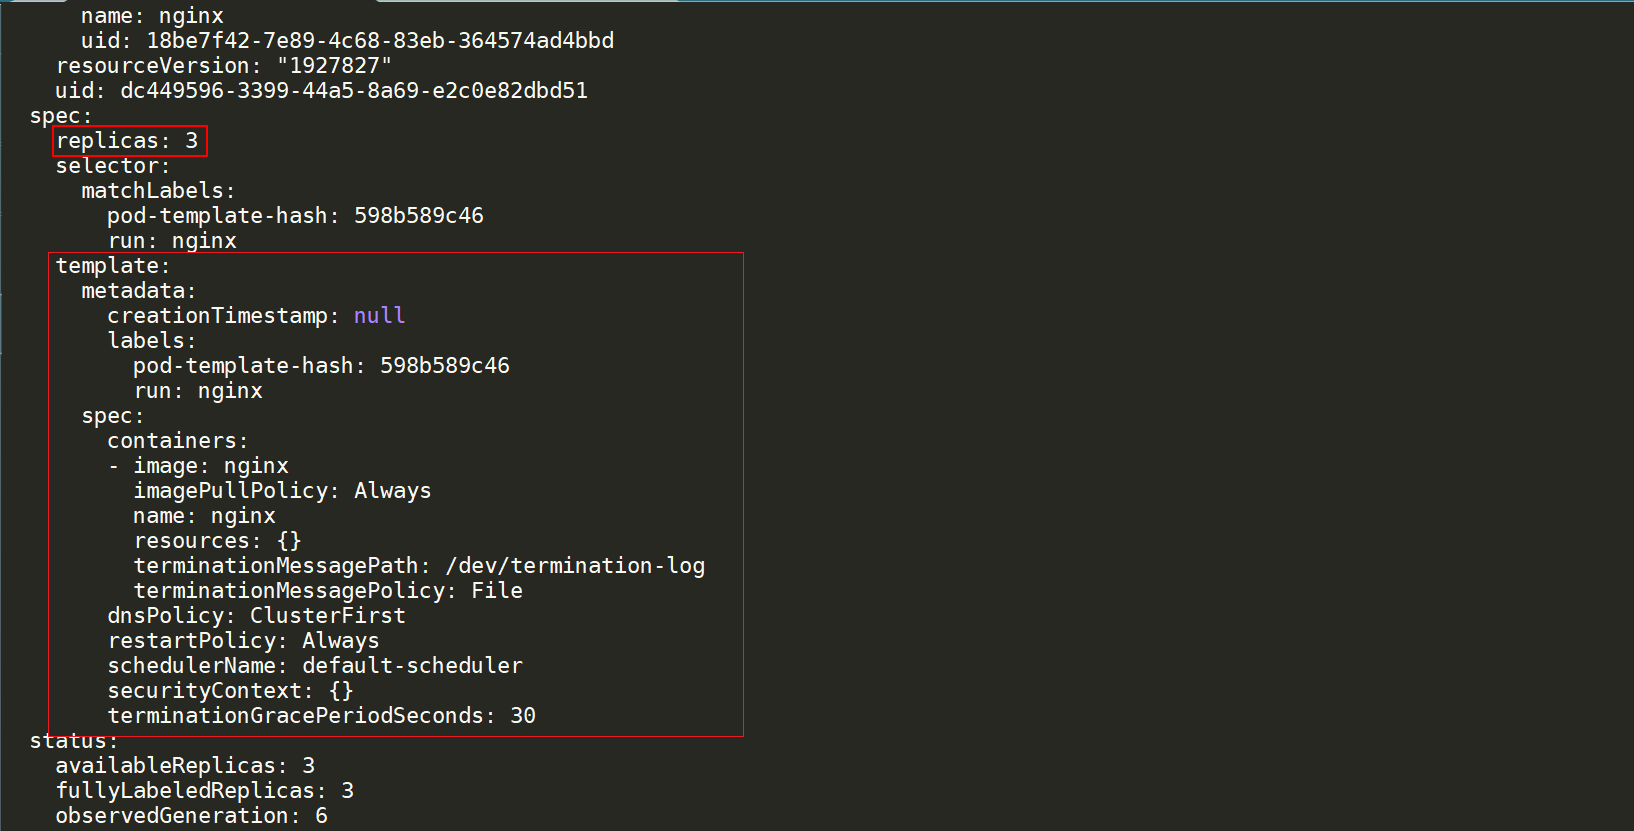 name: nginx
uid: 18be7f42-7e89-4c68-83eb-364574ad4bbd
resourceVersion: "1927827"
uid: dc449596-3399-44a5-8a69-e2c0e82dbd51
spec:
replicas: 3
selector:
matchLabels:
pod-template-hash: 598b589c46
run: nginx
template:
metadata:
creationTimestamp: null
labels:
pod-template-hash: 598b589c46
run: nginx
spec:
containers:
- image: nginx
imagePullPolicy: Always
name: nginx
resources: {}
terminationMessagePath: /dev/termination-log
terminationMessagePolicy: File
dnsPolicy: ClusterFirst
restartPolicy: Always
schedulerName: default-scheduler
securityContext: {}
terminationGracePeriodSeconds: 30
status:
availableReplicas: 3
fullyLabeledReplicas: 3
observedGeneration: 6